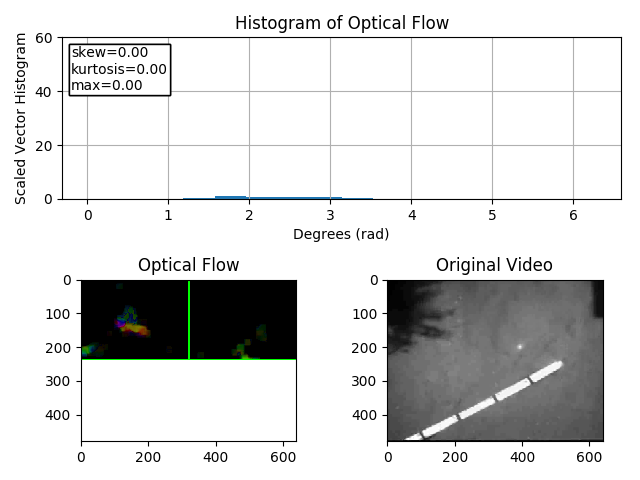 Histogram of Optical Flow
60
40
20
0
Scaled Vector Histogram
skew=0.00
kurtosis=0.00
max=0.00
0 1 2 3 4 5 6
Degrees (rad)
Optical Flow
0
100
200
300
400
0 200 400 600
Original Video
0
100
200
300
400
0 200 400 600